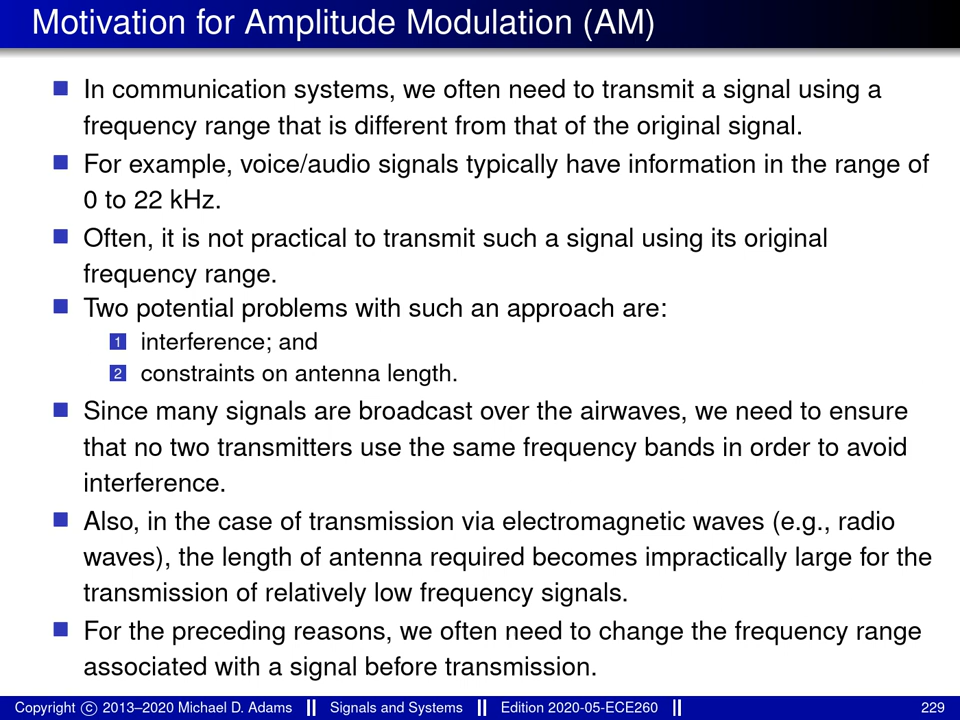 Motivation for Amplitude Modulation (AM)
In communication systems, we often need to transmit a signal using a
frequency range that is different from that of the original signal.
For example, voice/audio signals typically have information in the range of
0 to 22 kHz.
Often, it is not practical to transmit such a signal using its original
frequency range.
Two potential problems with such an approach are:
1 interference; and
2 constraints on antenna length.
Since many signals are broadcast over the airwaves, we need to ensure
that no two transmitters use the same frequency bands in order to avoid
interference.
Also, in the case of transmission via electromagnetic waves (e.g., radio
waves), the length of antenna required becomes impractically large for the
transmission of relatively low frequency signals.
For the preceding reasons, we often need to change the frequency range
associated with a signal before transmission.
Copyright © 2013–2020 Michael D. Adams Signals and Systems Edition 2020-05-ECE260 229